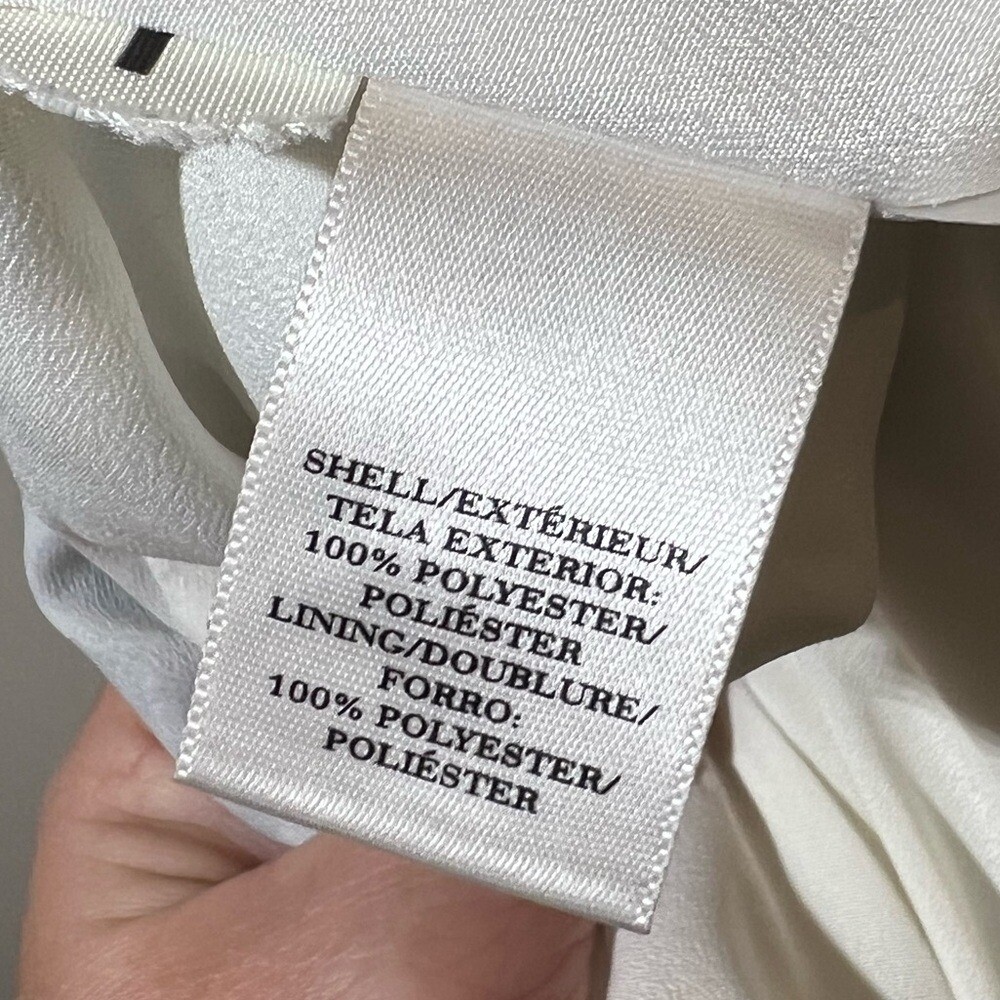 SHELL/EXTÉRIEUR/
TELA EXTERIOR:
100% POLYESTER/
POLIÉSTER
LINING/DOUBLURE/
FORRO:
100% POLYESTER/
POLIÉSTER